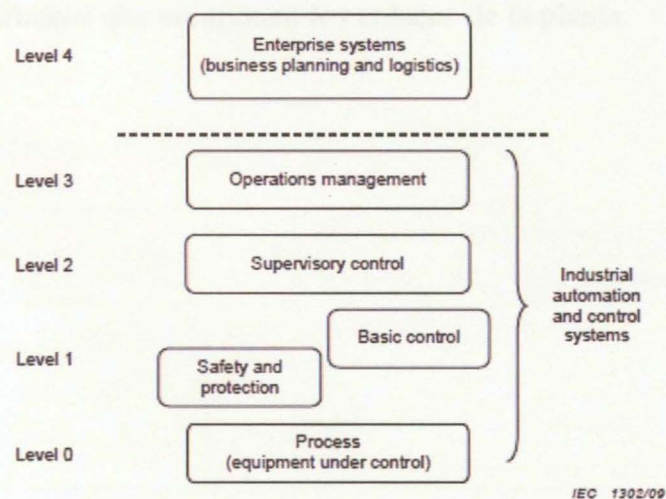 Level 4
Enterprise systems
(business planning and logistics)
Level 3
Operations management
Level 2
Supervisory control
Industrial
automation
and control
systems
Level 1
Basic control
Safety and
protection
Level 0
Process
(equipment under control)
IEC 1302/09